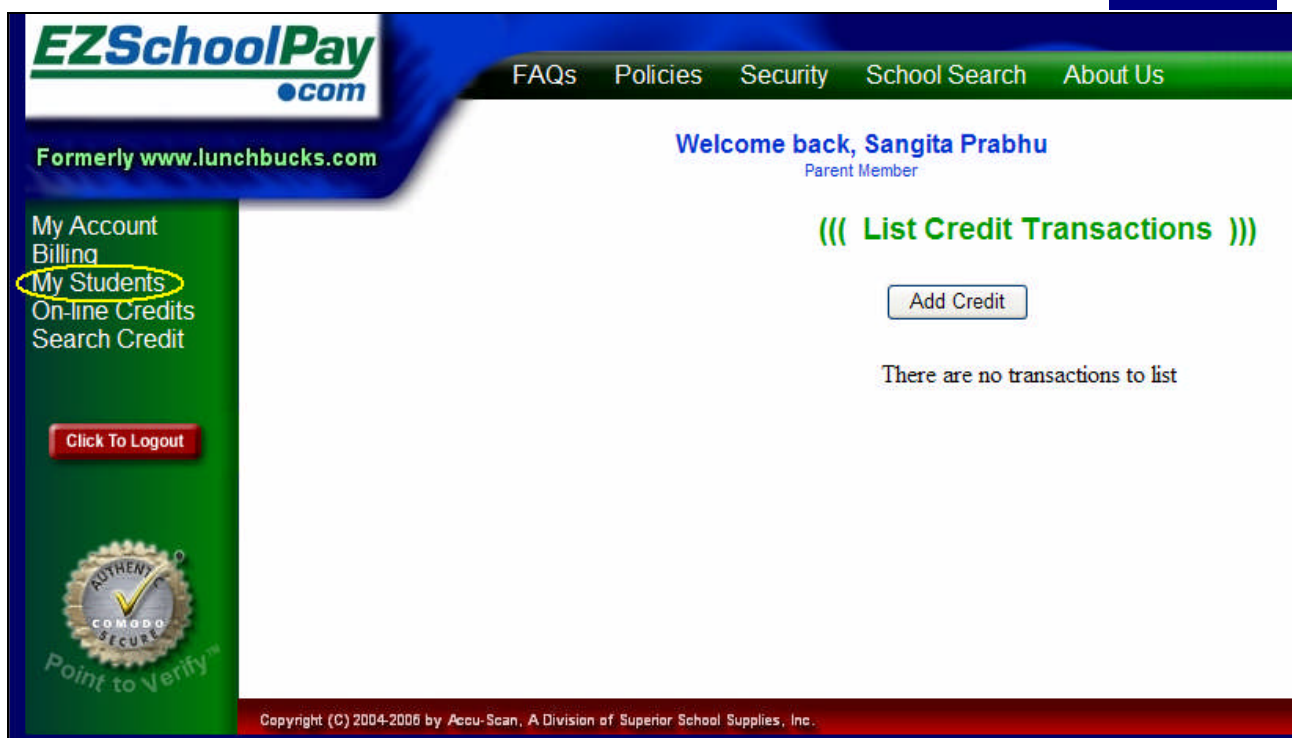 EZSchoolPay
●com
FAQs Policies Security School Search About Us
Formerly www.lunchbucks.com
Welcome back, Sangita Prabhu
Parent Member
My Account
Billing
My Students
On-line Credits
Search Credit
((( List Credit Transactions )))
Add Credit
There are no transactions to list
Click To Logout
AUTHENTIC
COMODO
SECURE
Point to Verify™
Copyright (C) 2004-2006 by Accu-Scan, A Division of Superior School Supplies, Inc.